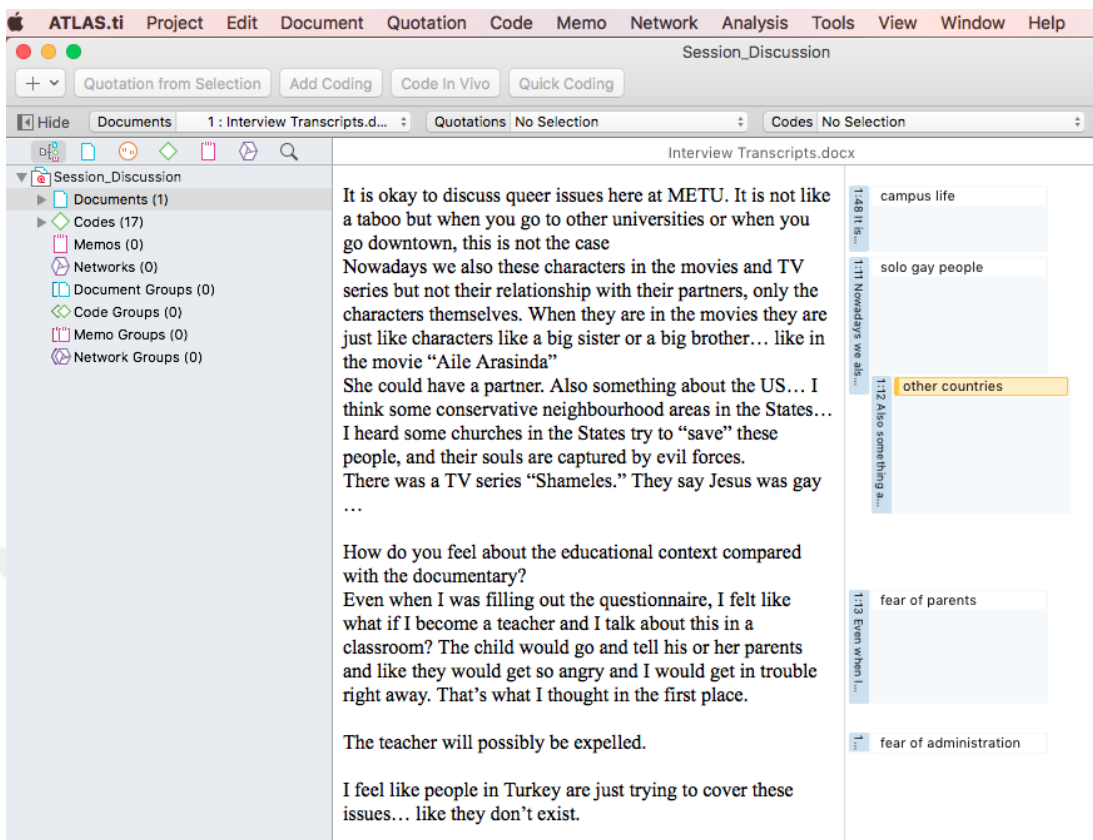 ATLAS.ti Project Edit Document Quotation Code Memo Network Analysis Tools View Window Help
Session_Discussion
+ Quotation from Selection Add Coding Code In Vivo Quick Coding
Hide Documents 1 : Interview Transcripts.d... Quotations No Selection Codes No Selection
Interview Transcripts.docx
Session_Discussion
Documents (1)
Codes (17)
Memos (0)
Networks (0)
Document Groups (0)
Code Groups (0)
Memo Groups (0)
Network Groups (0)
It is okay to discuss queer issues here at METU. It is not like
a taboo but when you go to other universities or when you
go downtown, this is not the case
Nowadays we also these characters in the movies and TV
series but not their relationship with their partners, only the
characters themselves. When they are in the movies they are
just like characters like a big sister or a big brother… like in
the movie “Aile Arasinda”
She could have a partner. Also something about the US… I
think some conservative neighbourhood areas in the States…
I heard some churches in the States try to “save” these
people, and their souls are captured by evil forces.
There was a TV series “Shameles.” They say Jesus was gay
…
How do you feel about the educational context compared
with the documentary?
Even when I was filling out the questionnaire, I felt like
what if I become a teacher and I talk about this in a
classroom? The child would go and tell his or her parents
and like they would get so angry and I would get in trouble
right away. That’s what I thought in the first place.
The teacher will possibly be expelled.
I feel like people in Turkey are just trying to cover these
issues… like they don’t exist.
1:48 It is...
campus life
1:11 Nowadays we als...
solo gay people
1:12 Also something a...
other countries
1:13 Even when I...
fear of parents
1...
fear of administration